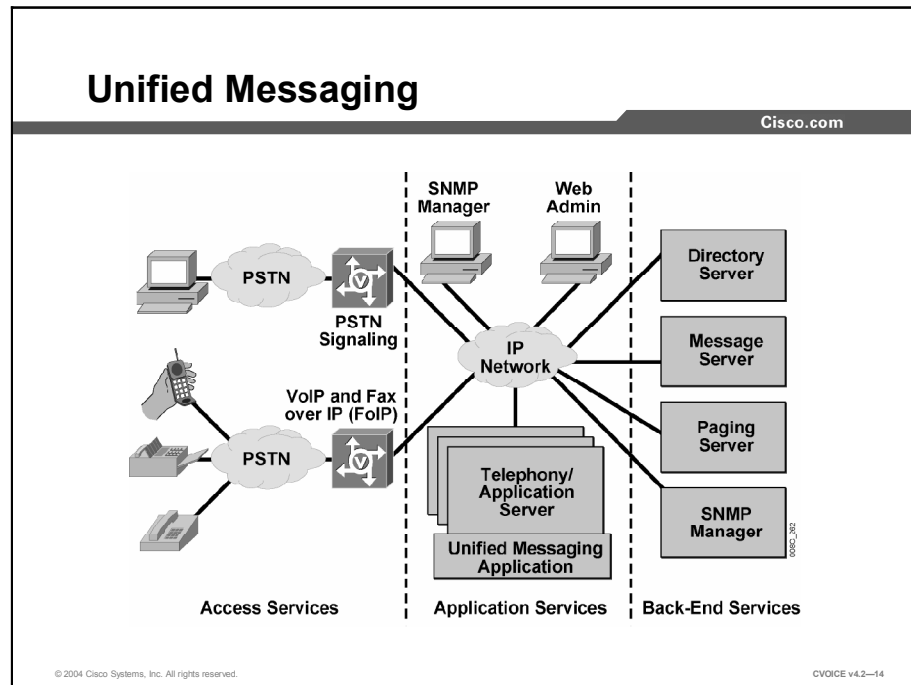 Unified Messaging
Cisco.com
SNMP
Manager
Web
Admin
PSTN
PSTN
Signaling
Directory
Server
IP
Network
Message
Server
VoIP and Fax
over IP (FoIP)
PSTN
V
V
Telephony/
Application
Server
Unified Messaging
Application
Paging
Server
SNMP
Manager
Access Services
Application Services
Back-End Services
© 2004 Cisco Systems, Inc. All rights reserved.
CVOICE v4.2—14